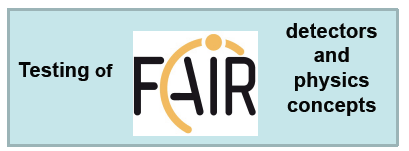 Testing of
FAIR
detectors
and
physics
concepts